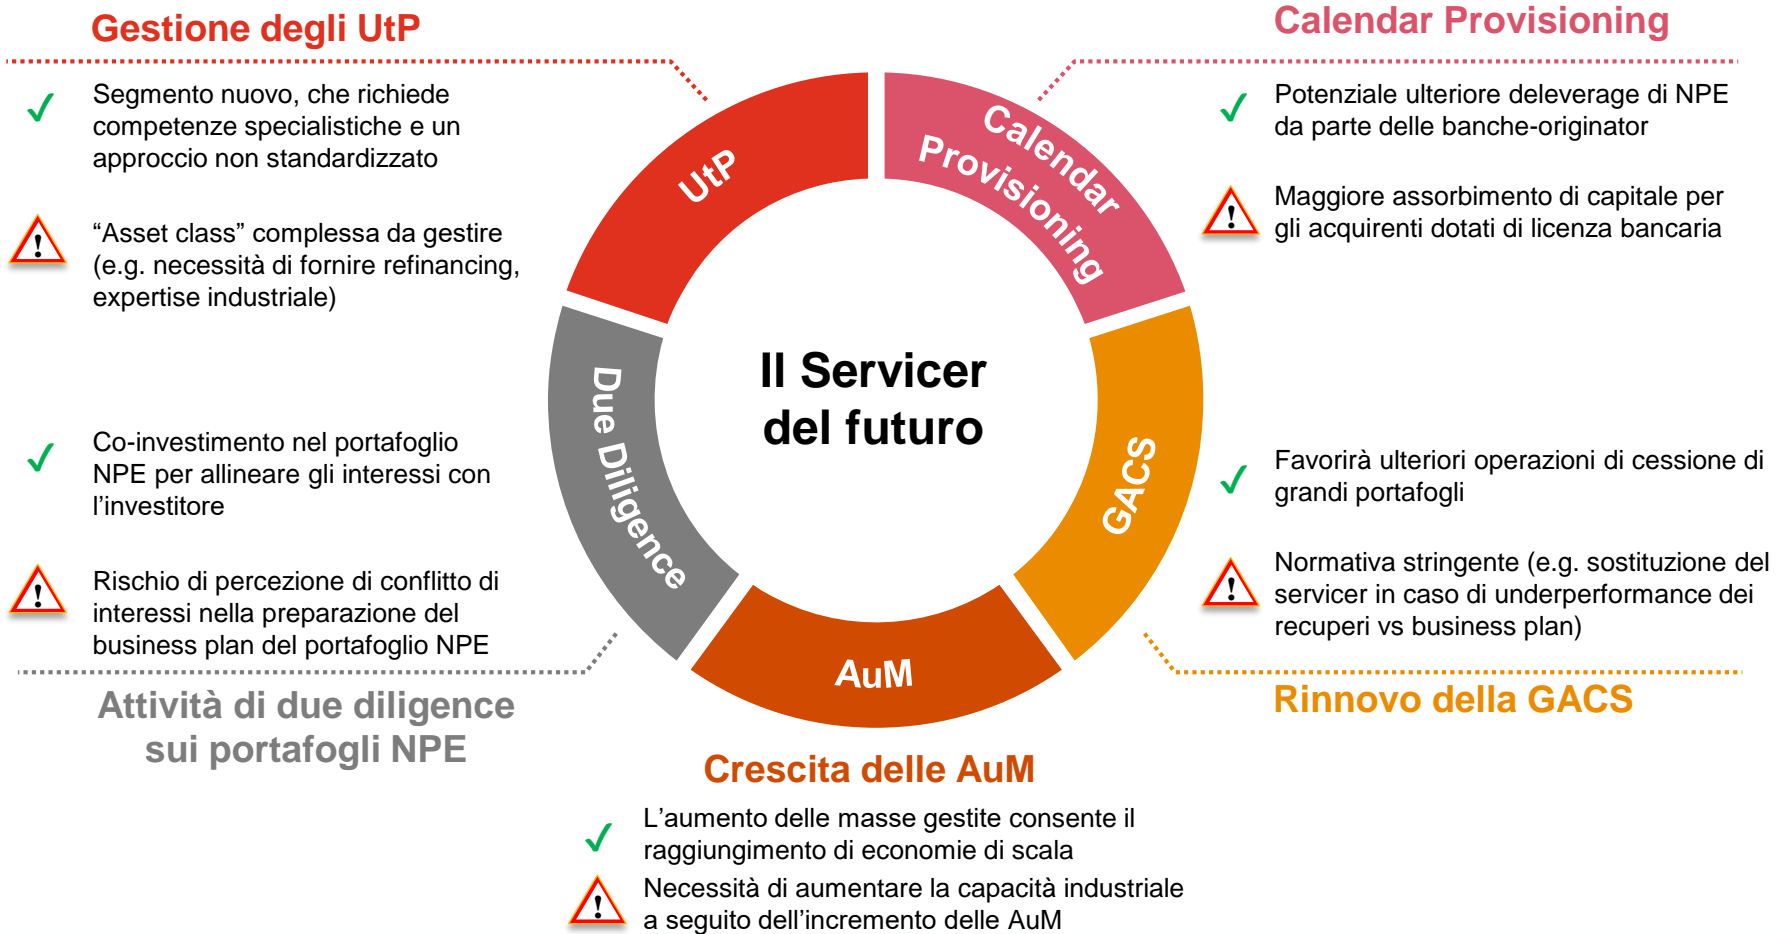 Gestione degli UtP
Segmento nuovo, che richiede
competenze specialistiche e un
approccio non standardizzato
“Asset class” complessa da gestire
(e.g. necessità di fornire refinancing,
expertise industriale)
Calendar Provisioning
Potenziale ulteriore deleverage di NPE
da parte delle banche-originator
Maggiore assorbimento di capitale per
gli acquirenti dotati di licenza bancaria
UtP
Calendar
Provisioning
Due Diligence
GACS
AuM
Il Servicer
del futuro
Co-investimento nel portafoglio
NPE per allineare gli interessi con
l’investitore
Rischio di percezione di conflitto di
interessi nella preparazione del
business plan del portafoglio NPE
Attività di due diligence
sui portafogli NPE
Favorirà ulteriori operazioni di cessione di
grandi portafogli
Normativa stringente (e.g. sostituzione del
servicer in caso di underperformance dei
recuperi vs business plan)
Rinnovo della GACS
Crescita delle AuM
L’aumento delle masse gestite consente il
raggiungimento di economie di scala
Necessità di aumentare la capacità industriale
a seguito dell’incremento delle AuM